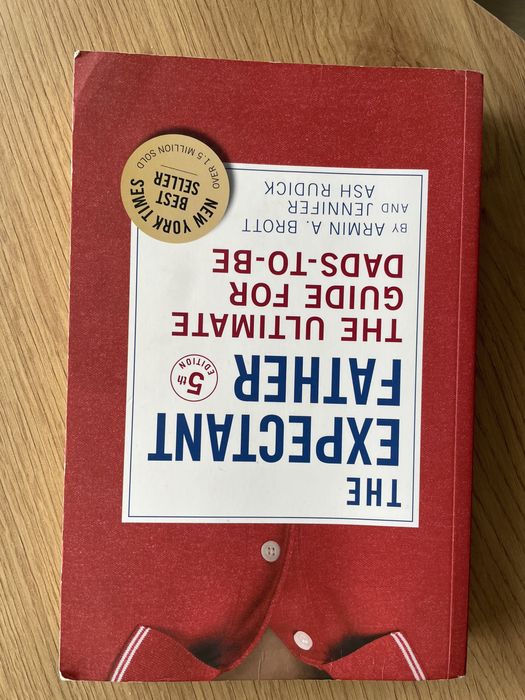 THE
EXPECTANT
FATHER
5th
EDITION
THE ULTIMATE
GUIDE FOR
DADS-TO-BE
BY ARMIN A. BROTT
AND JENNIFER
ASH RUDICK
NEW YORK TIMES
BEST
SELLER
OVER 1.5 MILLION SOLD